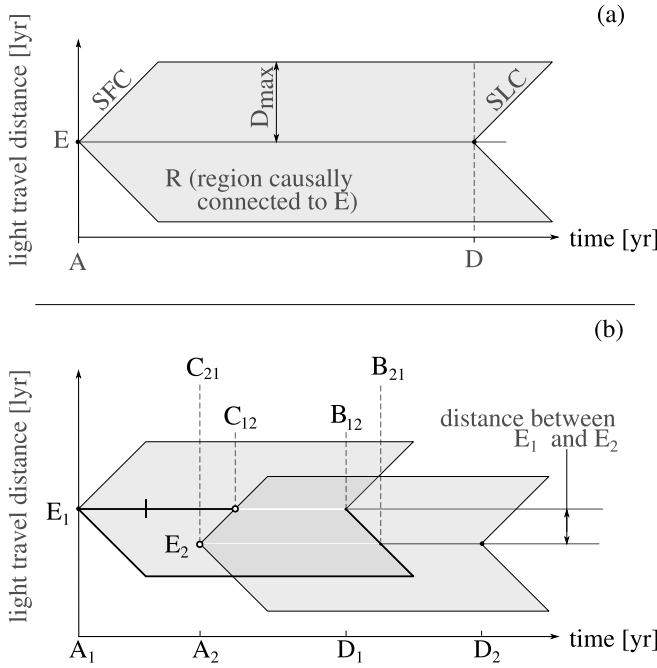 (a)
light travel distance [lyr]
SFC
Dmax
SLC
E
R (region causally
connected to E)
time [yr]
A
D
(b)
light travel distance [lyr]
C₂₁
B₂₁
C₁₂
B₁₂
distance between
E₁ and E₂
E₁
E₂
A₁
A₂
D₁
D₂
time [yr]